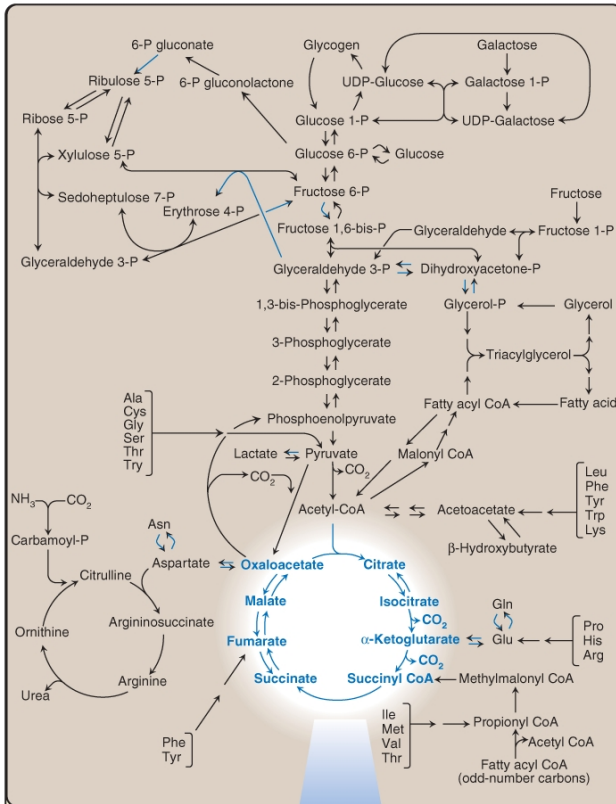 6-P gluconate
Glycogen
Galactose
Ribulose 5-P
6-P gluconolactone
UDP-Glucose
Galactose 1-P
Ribose 5-P
Glucose 1-P
UDP-Galactose
Xylulose 5-P
Glucose 6-P
Glucose
Sedoheptulose 7-P
Fructose 6-P
Erythrose 4-P
Fructose
Fructose 1,6-bis-P
Glyceraldehyde
Fructose 1-P
Glyceraldehyde 3-P
Glyceraldehyde 3-P
Dihydroxyacetone-P
1,3-bis-Phosphoglycerate
Glycerol-P
Glycerol
3-Phosphoglycerate
Triacylglycerol
2-Phosphoglycerate
Ala
Cys
Gly
Ser
Thr
Try
Fatty acyl CoA
Fatty acid
Phosphoenolpyruvate
Lactate
Pyruvate
Malonyl CoA
CO2
CO2
Leu
Phe
Tyr
Trp
Lys
NH3
CO2
Acetyl-CoA
Acetoacetate
Carbamoyl-P
Asn
β-Hydroxybutyrate
Aspartate
Oxaloacetate
Citrate
Citrulline
Malate
Isocitrate
Gln
CO2
Ornithine
Argininosuccinate
Fumarate
α-Ketoglutarate
Glu
Pro
His
Arg
CO2
Arginine
Succinate
Succinyl CoA
Methylmalonyl CoA
Urea
Ile
Met
Val
Thr
Propionyl CoA
Phe
Tyr
Acetyl CoA
Fatty acyl CoA
(odd-number carbons)